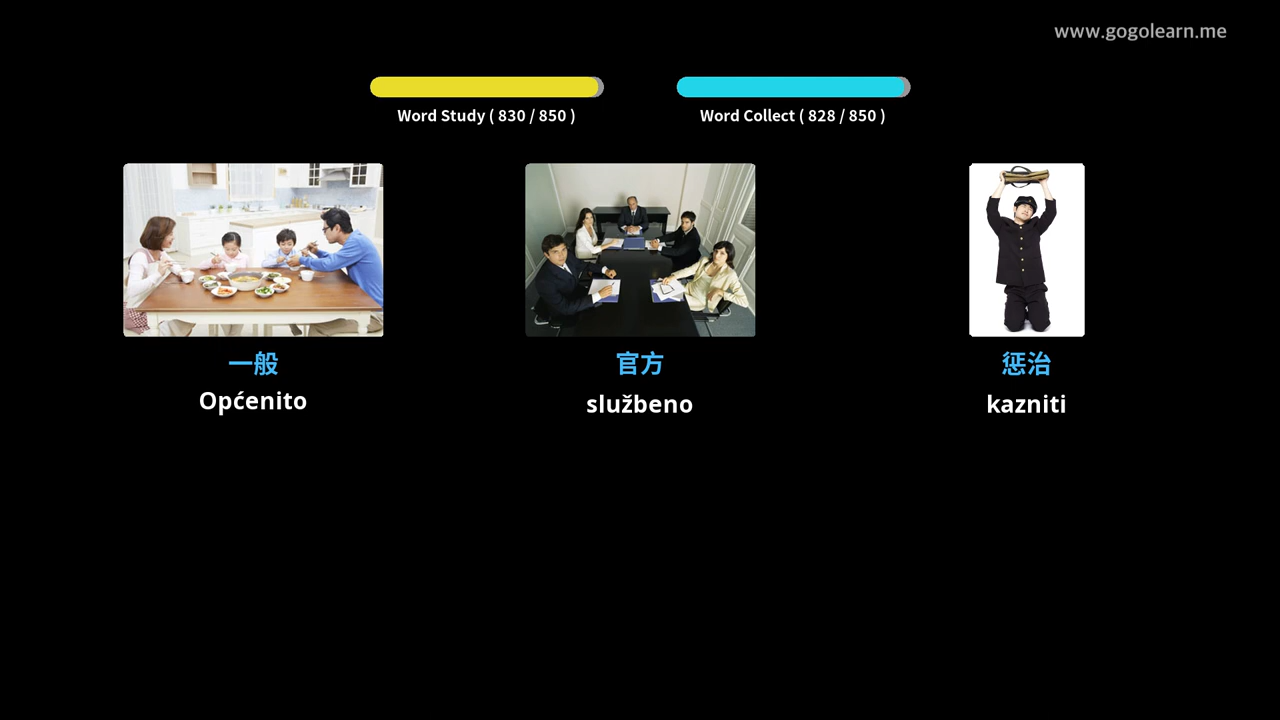 www.gogolearn.me
Word Study ( 830 / 850 )
Word Collect ( 828 / 850 )
一般
官方
惩治
Općenito
službeno
kazniti